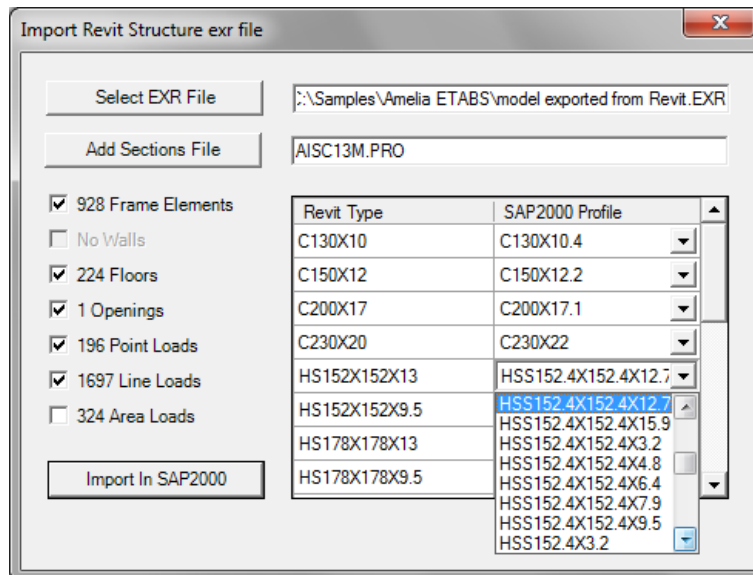 Import Revit Structure exr file
Select EXR File
C:\Samples\Amelia ETABS\model exported from Revit.EXR
Add Sections File
AISC13M.PRO
928 Frame Elements
No Walls
224 Floors
1 Openings
196 Point Loads
1697 Line Loads
324 Area Loads
Import In SAP2000
Revit Type SAP2000 Profile
C130X10 C130X10.4
C150X12 C150X12.2
C200X17 C200X17.1
C230X20 C230X22
HS152X152X13 HSS152.4X152.4X12.7
HS152X152X9.5
HS178X178X13
HS178X178X9.5
HSS152.4X152.4X12.7
HSS152.4X152.4X15.9
HSS152.4X152.4X3.2
HSS152.4X152.4X4.8
HSS152.4X152.4X6.4
HSS152.4X152.4X7.9
HSS152.4X152.4X9.5
HSS152.4X3.2